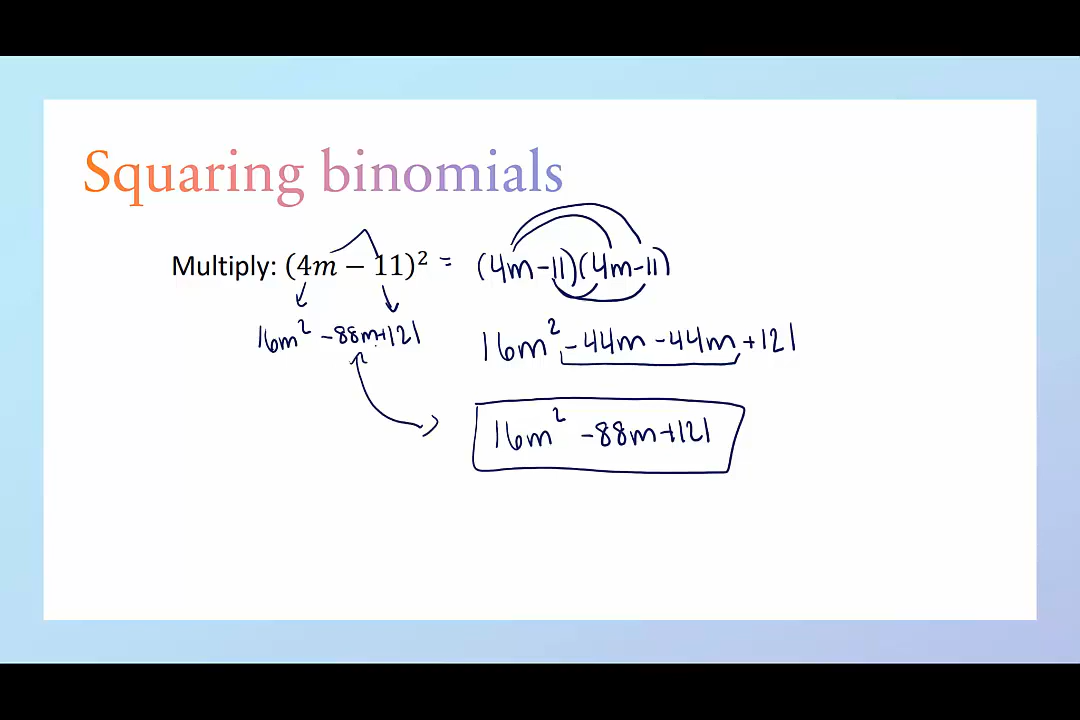 Squaring binomials
Multiply: (4m − 11)² = (4m-11)(4m-11)
16m² -88m+121
16m² -44m -44m +121
16m² -88m+121